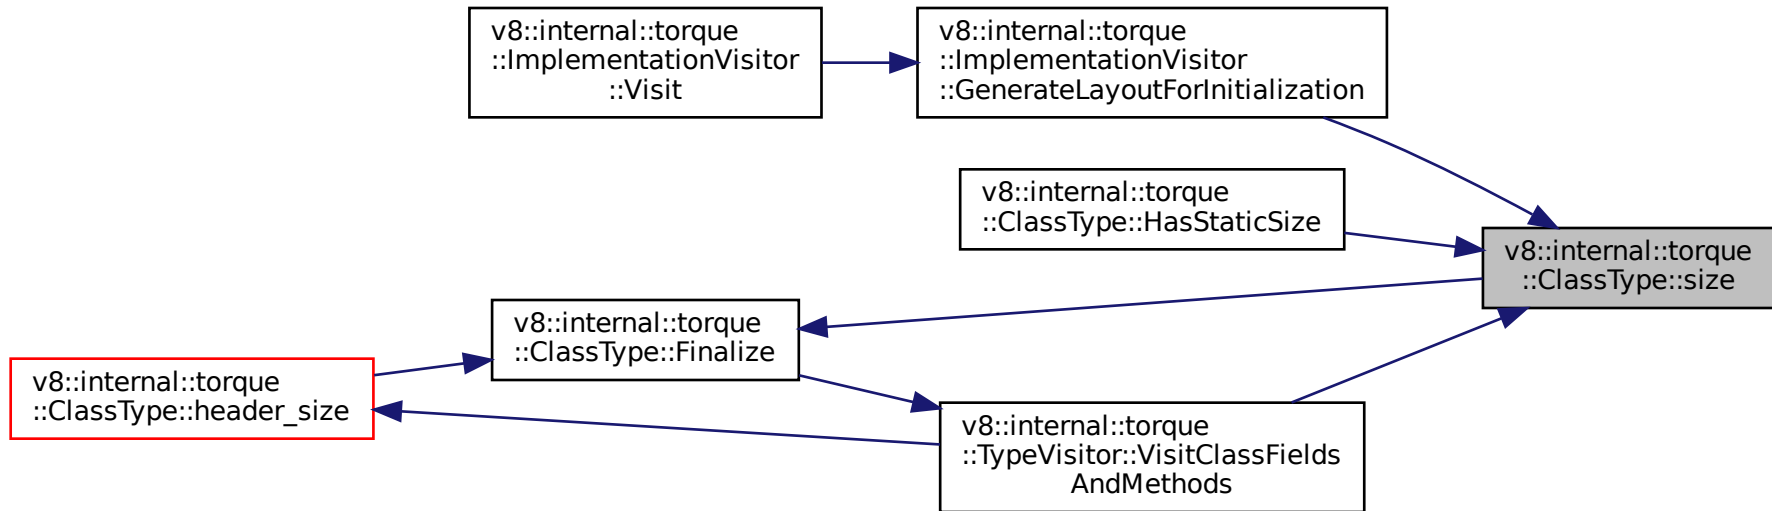 v8::internal::torque
::ImplementationVisitor
::Visit
v8::internal::torque
::ImplementationVisitor
::GenerateLayoutForInitialization
v8::internal::torque
::ClassType::HasStaticSize
v8::internal::torque
::ClassType::size
v8::internal::torque
::ClassType::Finalize
v8::internal::torque
::ClassType::header_size
v8::internal::torque
::TypeVisitor::VisitClassFields
AndMethods